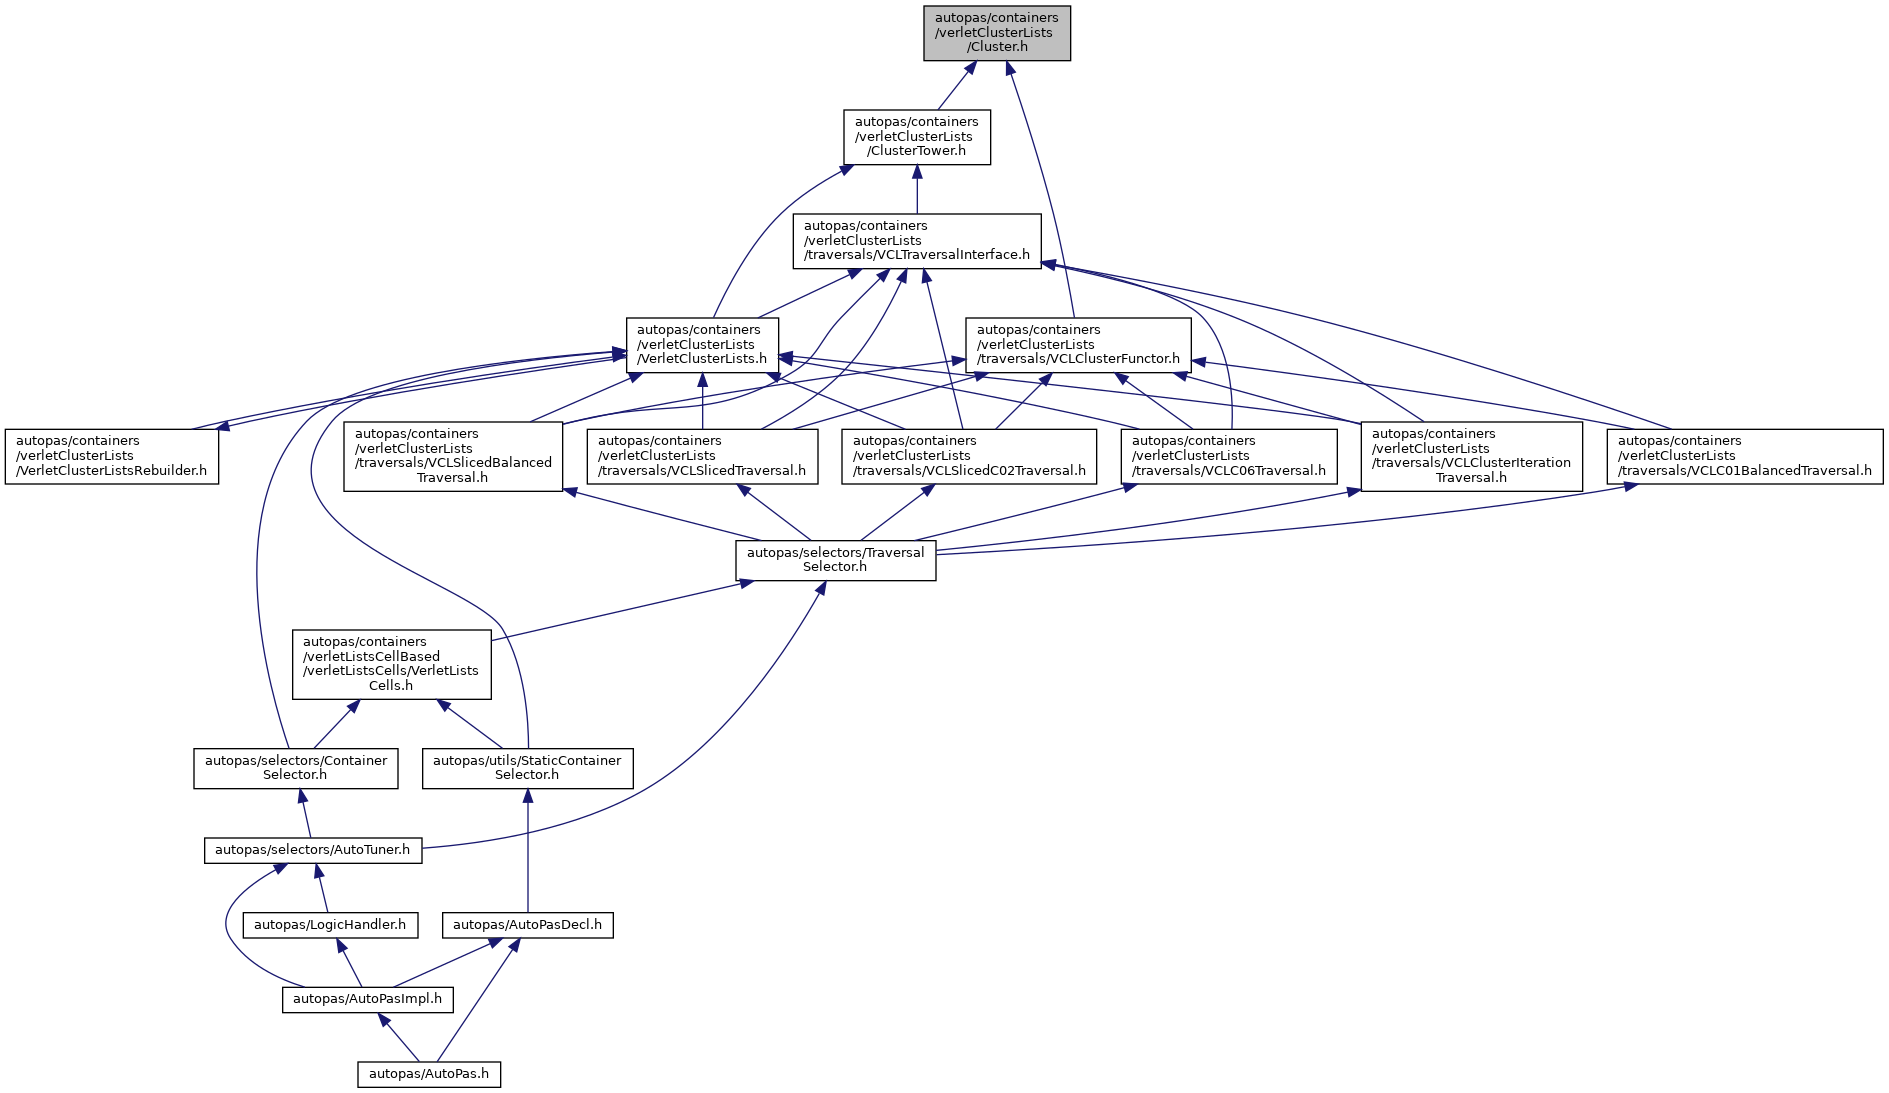 autopas/containers
/verletClusterLists
/Cluster.h
autopas/containers
/verletClusterLists
/ClusterTower.h
autopas/containers
/verletClusterLists
/traversals/VCLTraversalInterface.h
autopas/containers
/verletClusterLists
/VerletClusterLists.h
autopas/containers
/verletClusterLists
/traversals/VCLClusterFunctor.h
autopas/containers
/verletClusterLists
/VerletClusterListsRebuilder.h
autopas/containers
/verletClusterLists
/traversals/VCLSlicedBalanced
Traversal.h
autopas/containers
/verletClusterLists
/traversals/VCLSlicedTraversal.h
autopas/containers
/verletClusterLists
/traversals/VCLSlicedC02Traversal.h
autopas/containers
/verletClusterLists
/traversals/VCLC06Traversal.h
autopas/containers
/verletClusterLists
/traversals/VCLClusterIteration
Traversal.h
autopas/containers
/verletClusterLists
/traversals/VCLC01BalancedTraversal.h
autopas/selectors/Traversal
Selector.h
autopas/containers
/verletListsCellBased
/verletListsCells/VerletLists
Cells.h
autopas/selectors/Container
Selector.h
autopas/utils/StaticContainer
Selector.h
autopas/selectors/AutoTuner.h
autopas/LogicHandler.h
autopas/AutoPasDecl.h
autopas/AutoPasImpl.h
autopas/AutoPas.h